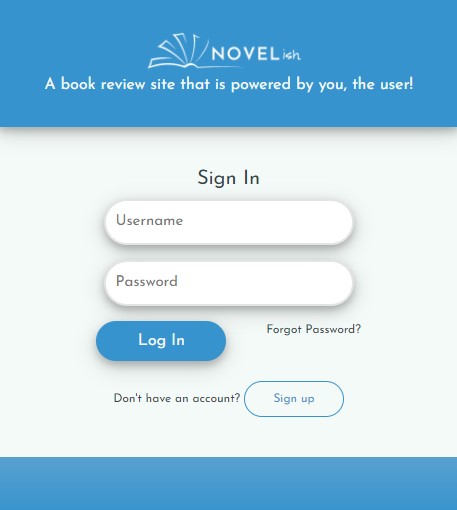 NOVELish
A book review site that is powered by you, the user!
Sign In
Username
Password
Log In
Forgot Password?
Don't have an account? Sign up